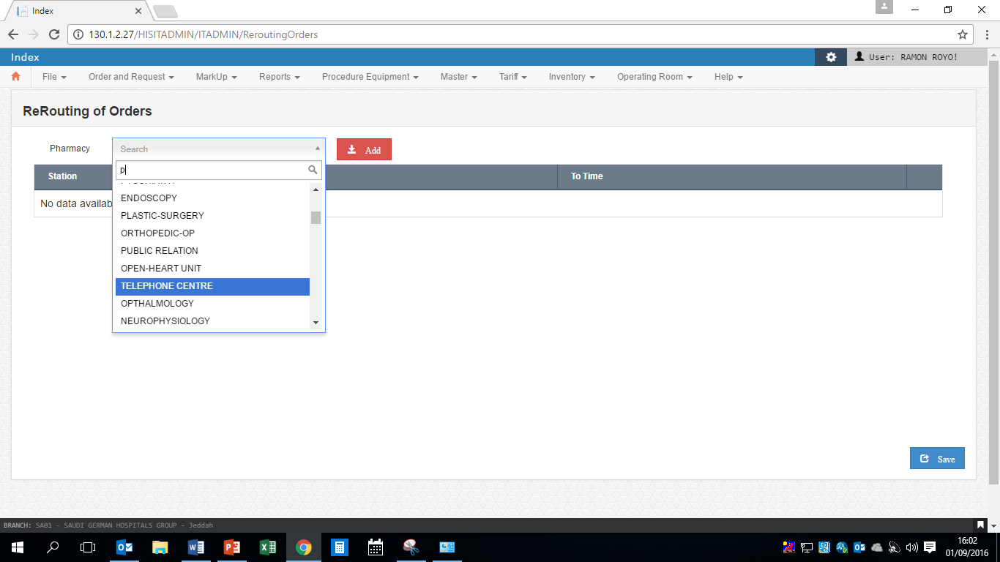 Index
130.1.2.27/HISITADMIN/ITADMIN/ReroutingOrders
Index
User: RAMON ROYO!
File Order and Request MarkUp Reports Procedure Equipment Master Tariff Inventory Operating Room Help
ReRouting of Orders
Pharmacy Search Add
p
Station To Time
No data availab
ENDOSCOPY
PLASTIC-SURGERY
ORTHOPEDIC-OP
PUBLIC RELATION
OPEN-HEART UNIT
TELEPHONE CENTRE
OPTHALMOLOGY
NEUROPHYSIOLOGY
Save
BRANCH: SA01 - SAUDI GERMAN HOSPITALS GROUP - Jeddah
16:02
01/09/2016